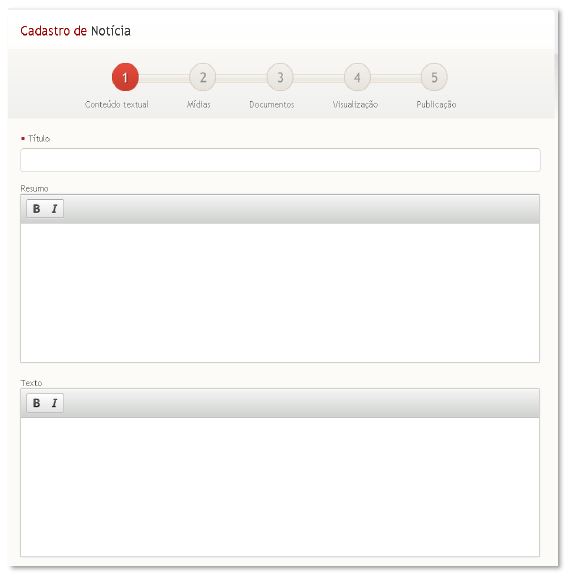 Cadastro de Notícia
1 2 3 4 5
Conteúdo textual Mídias Documentos Visualização Publicação
Título
Resumo
B I
Texto
B I